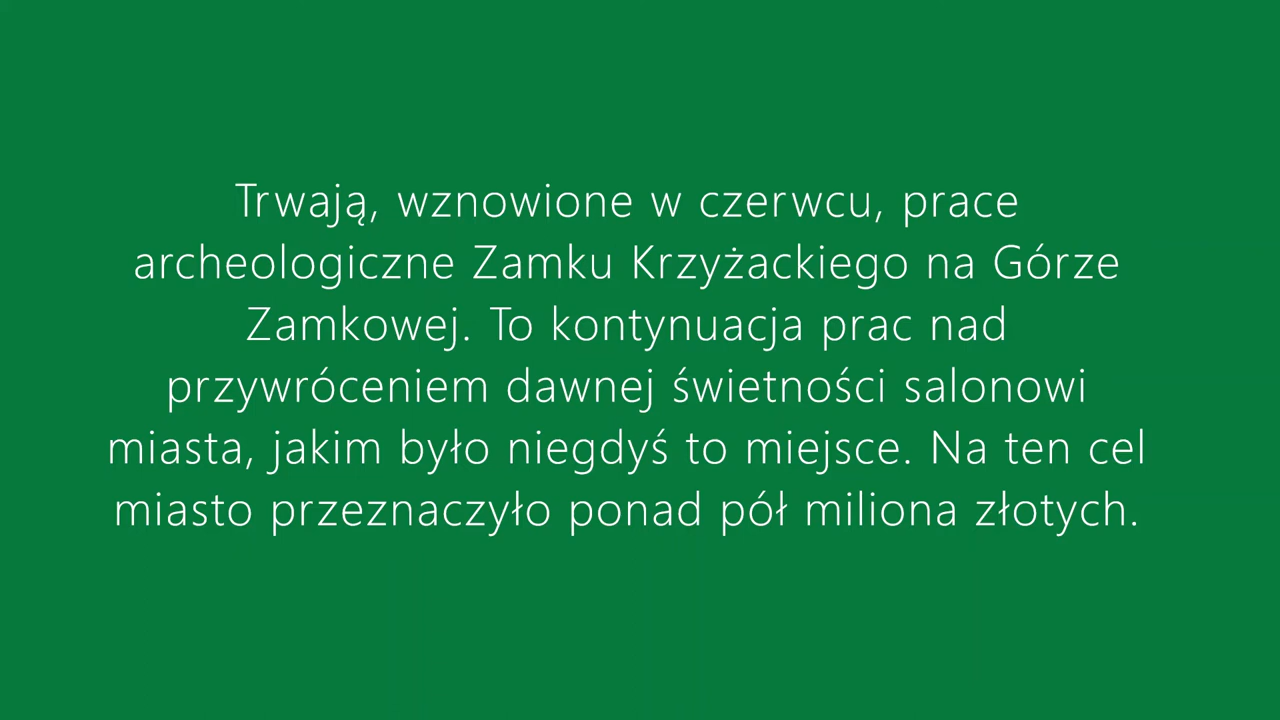 Trwają, wznowione w czerwcu, prace
archeologiczne Zamku Krzyżackiego na Górze
Zamkowej. To kontynuacja prac nad
przywróceniem dawnej świetności salonowi
miasta, jakim było niegdyś to miejsce. Na ten cel
miasto przeznaczyło ponad pół miliona złotych.